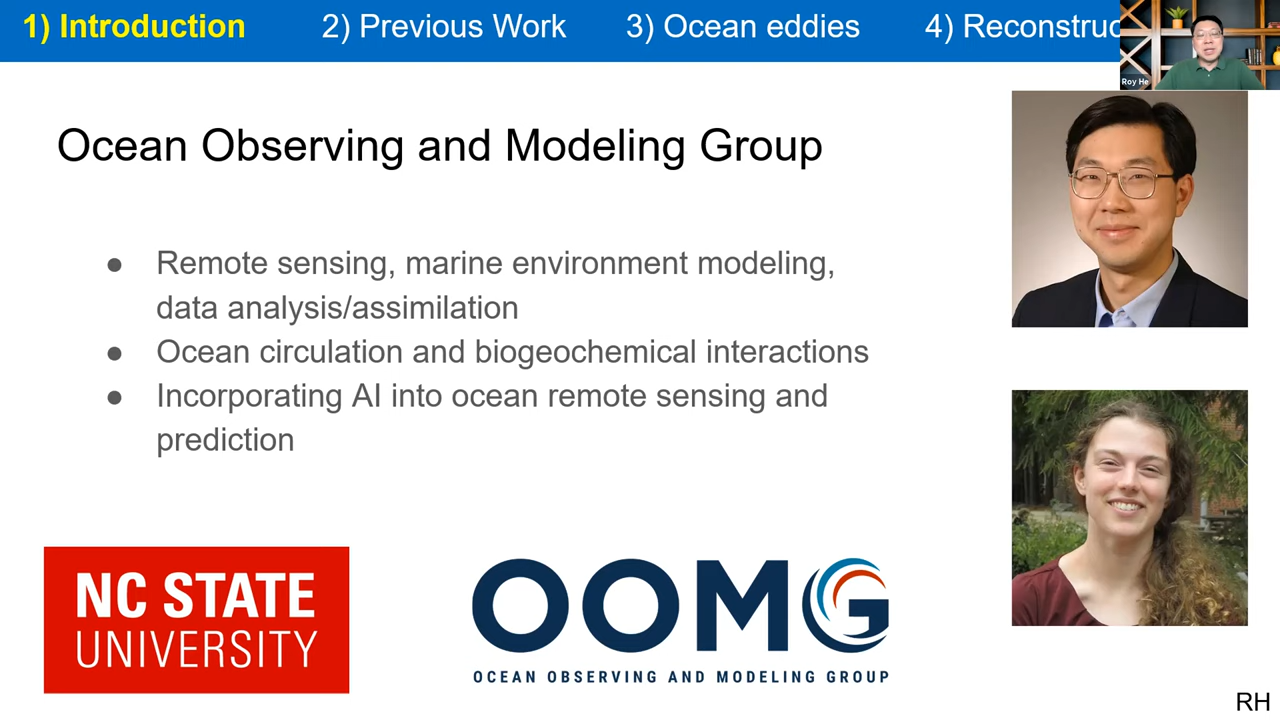 1) Introduction 2) Previous Work 3) Ocean eddies 4) Reconstruc
Roy He
Ocean Observing and Modeling Group
● Remote sensing, marine environment modeling,
data analysis/assimilation
● Ocean circulation and biogeochemical interactions
● Incorporating AI into ocean remote sensing and
prediction
NC STATE
UNIVERSITY
OOMG
OCEAN OBSERVING AND MODELING GROUP
RH